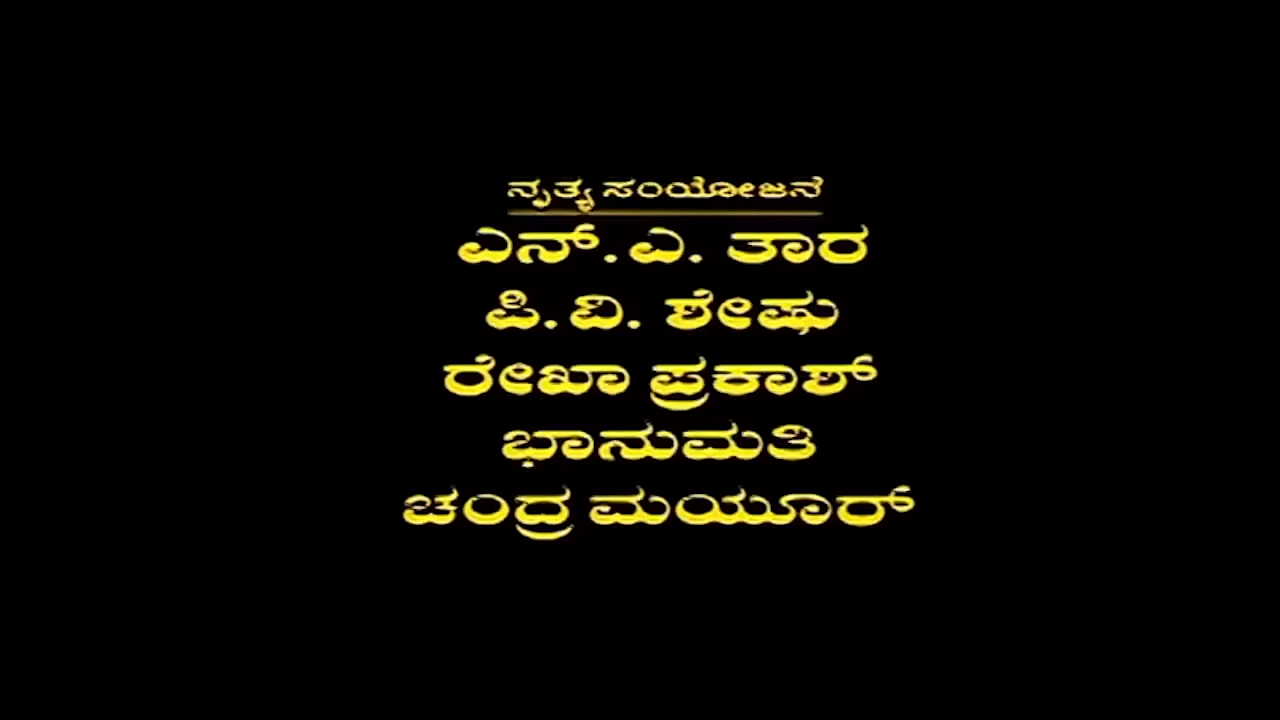 ನೃತ್ಯ ಸಂಯೋಜನೆ
ಎನ್.ಎ. ತಾರ
ಪಿ.ವಿ. ಶೇಷು
ರೇಖಾ ಪ್ರಕಾಶ್
ಭಾನುಮತಿ
ಚಂದ್ರ ಮಯೂರ್